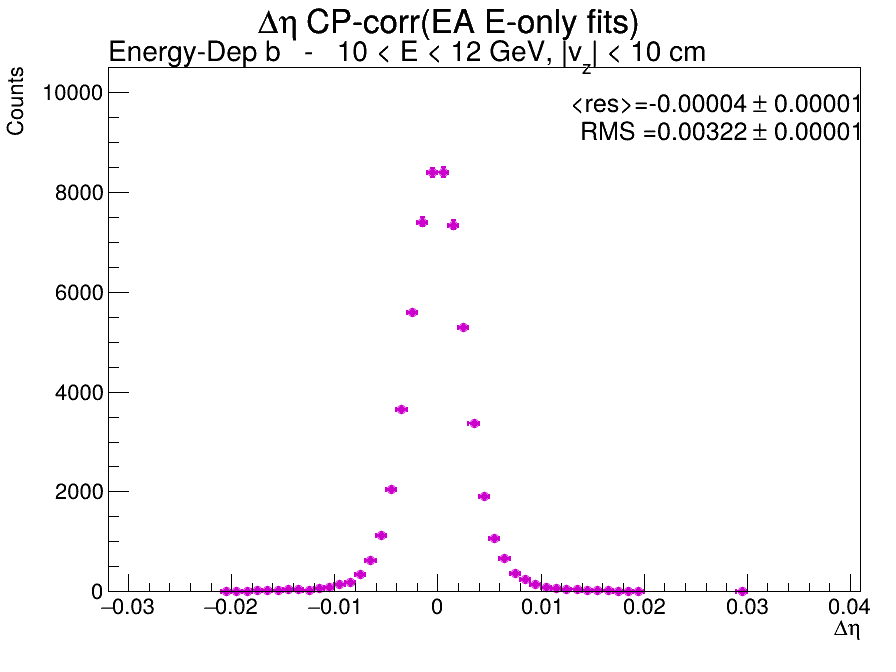 Δη CP-corr(EA E-only fits)
Energy-Dep b - 10 < E < 12 GeV, |v_z| < 10 cm
<res>=-0.00004 ± 0.00001
RMS =0.00322 ± 0.00001
Counts
10000
8000
6000
4000
2000
0
−0.03 −0.02 −0.01 0 0.01 0.02 0.03 0.04
Δη